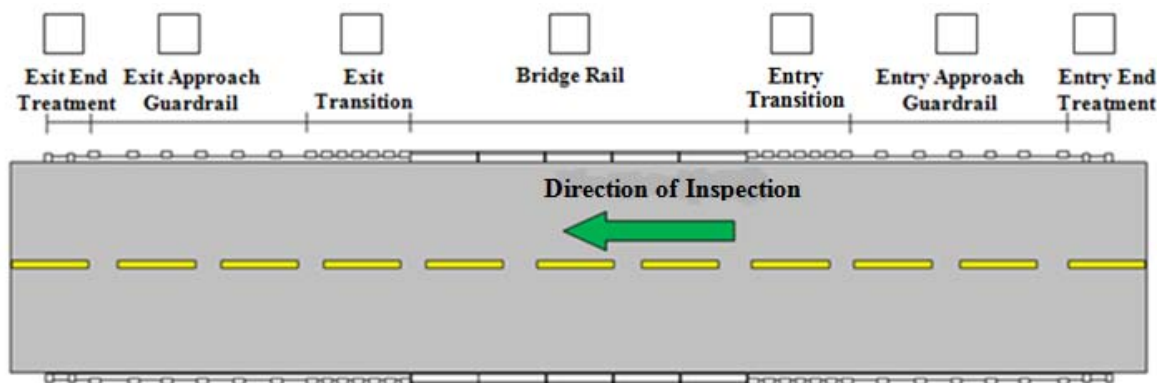 Exit End
Treatment
Exit Approach
Guardrail
Exit
Transition
Bridge Rail
Entry
Transition
Entry Approach
Guardrail
Entry End
Treatment
Direction of Inspection